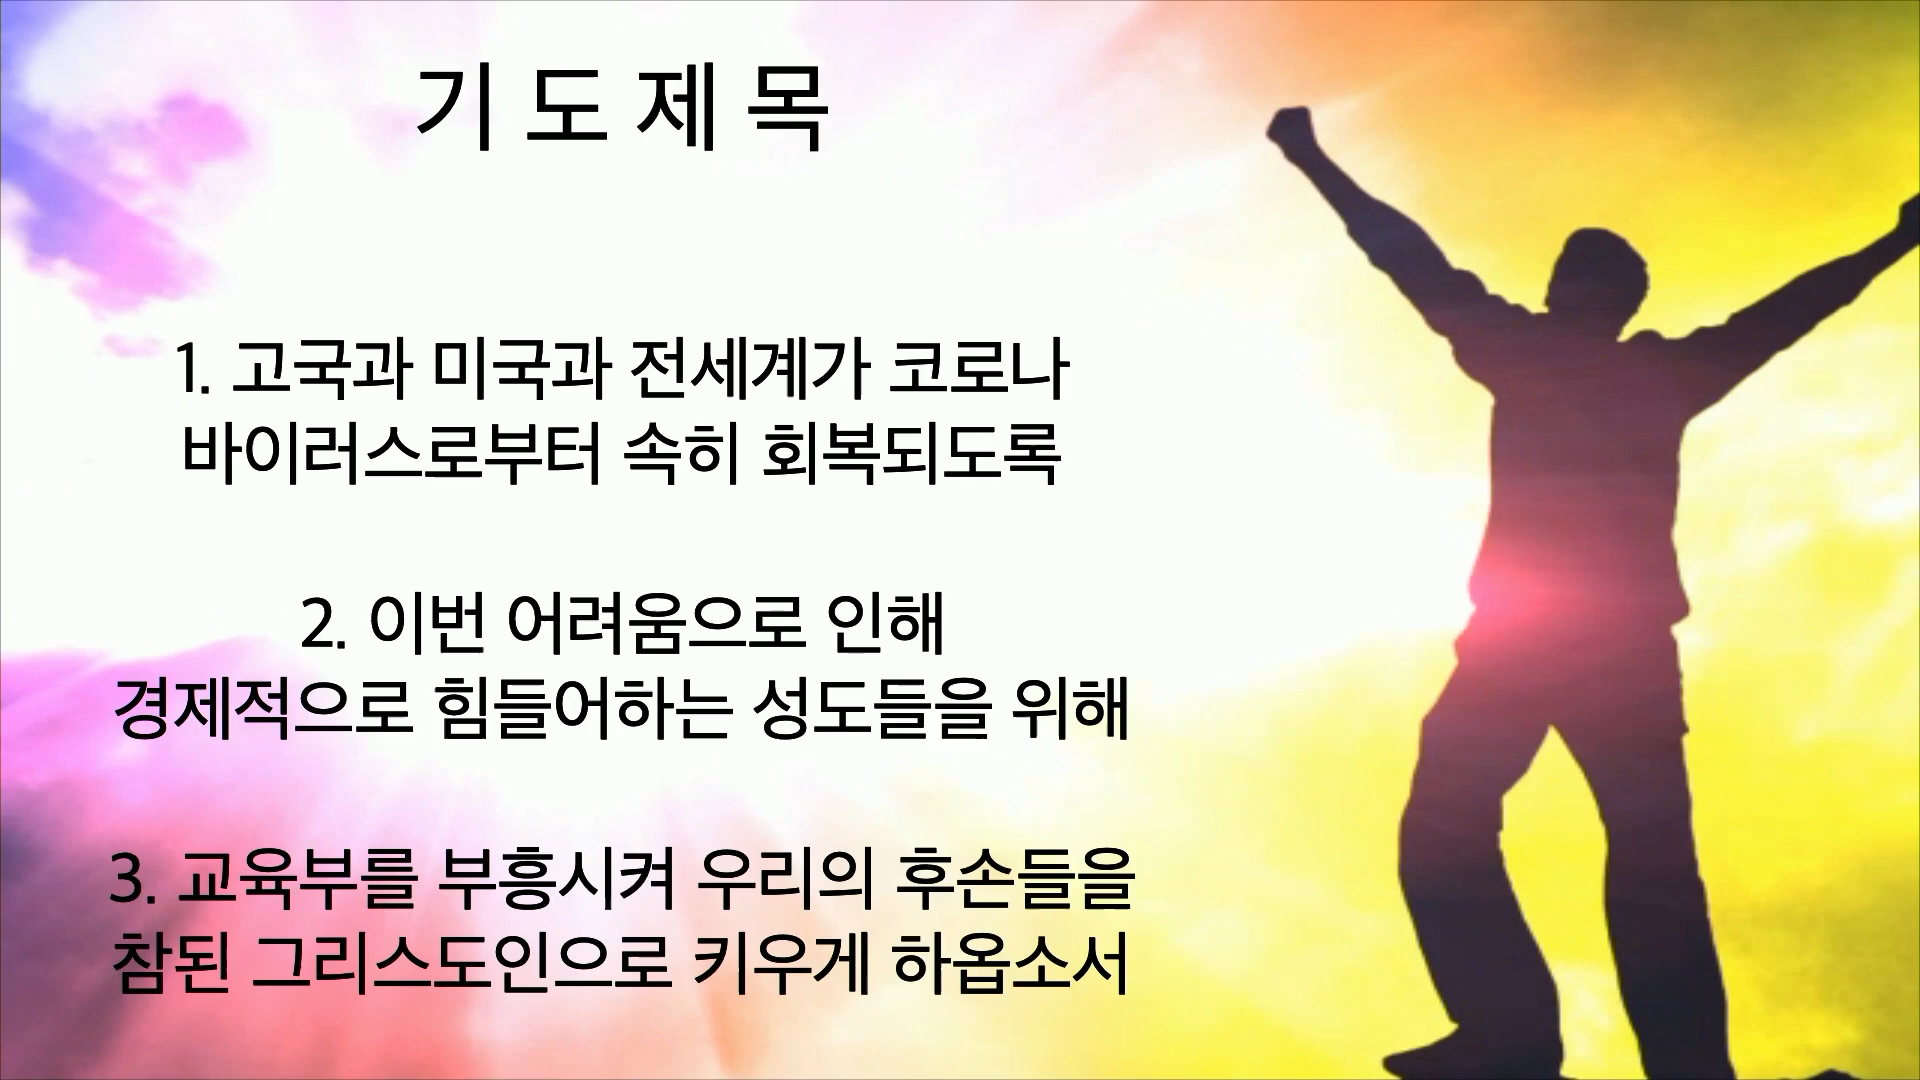 기 도 제 목
1. 고국과 미국과 전세계가 코로나
바이러스로부터 속히 회복되도록
2. 이번 어려움으로 인해
경제적으로 힘들어하는 성도들을 위해
3. 교육부를 부흥시켜 우리의 후손들을
참된 그리스도인으로 키우게 하옵소서